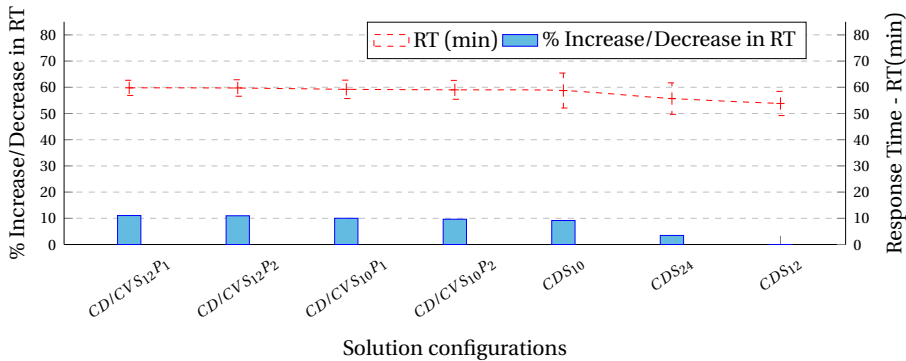 RT (min)
% Increase/Decrease in RT
% Increase/Decrease in RT
80
70
60
50
40
30
20
10
0
80
70
60
50
40
30
20
10
0
Response Time - RT(min)
CD/CVS₁₂P₁
CD/CVS₁₂P₂
CD/CVS₁₀P₁
CD/CVS₁₀P₂
CDS₁₀
CDS₂₄
CDS₁₂
Solution configurations